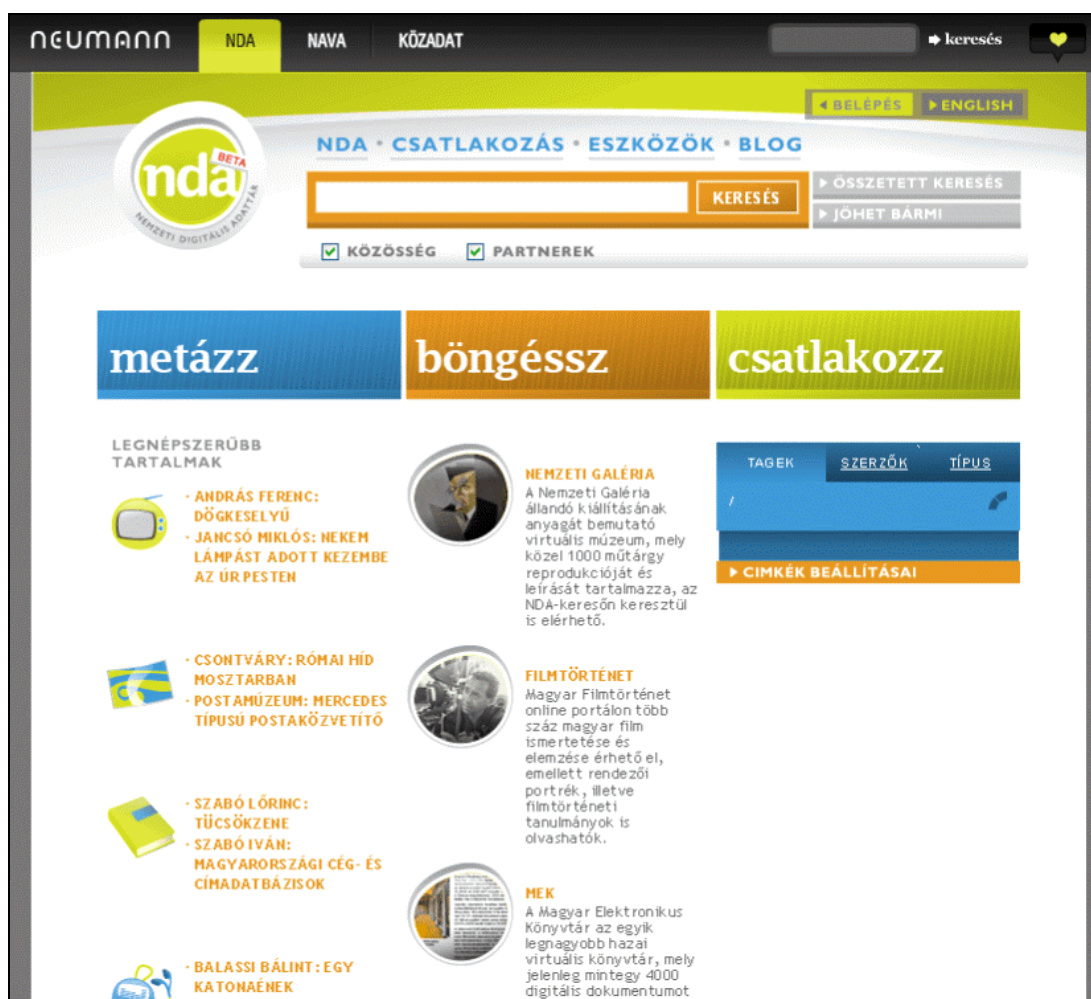 neumann NDA NAVA KÖZADAT keresés
BELÉPÉS ENGLISH
NDA · CSATLAKOZÁS · ESZKÖZÖK · BLOG
nda BETA
NEMZETI DIGITÁLIS ADATTÁR
KERESÉS
ÖSSZETETT KERESÉS
JÖHET BÁRMI
KÖZÖSSÉG PARTNEREK
metázz böngéssz csatlakozz
LEGNÉPSZERŰBB
TARTALMAK
· ANDRÁS FERENC:
DÖGKESELYŰ
· JANCSÓ MIKLÓS: NEKEM
LÁMPÁST ADOTT KEZEMBE
AZ ÚR PESTEN
· CSONTVÁRY: RÓMAI HÍD
MOSZTARBAN
· POSTAMÚZEUM: MERCEDES
TÍPUSÚ POSTAKÖZVETÍTŐ
· SZABÓ LŐRINC:
TÜCSÖKZENE
· SZABÓ IVÁN:
MAGYARORSZÁGI CÉG- ÉS
CÍMADATBÁZISOK
· BALASSI BÁLINT: EGY
KATONAÉNEK
NEMZETI GALÉRIA
A Nemzeti Galéria
állandó kiállításának
anyagát bemutató
virtuális múzeum, mely
közel 1000 műtárgy
reprodukcióját és
leírását tartalmazza, az
NDA-keresőn keresztül
is elérhető.
FILMTÖRTÉNET
Magyar Filmtörténet
online portálon több
száz magyar film
ismertetése és
elemzése érhető el,
emellett rendezői
portrék, illetve
filmtörténeti
tanulmányok is
olvashatók.
MEK
A Magyar Elektronikus
Könyvtár az egyik
legnagyobb hazai
virtuális könyvtár, mely
jelenleg mintegy 4000
digitális dokumentumot
TAGEK SZERZŐK TÍPUS
/
CIMKÉK BEÁLLÍTÁSAI